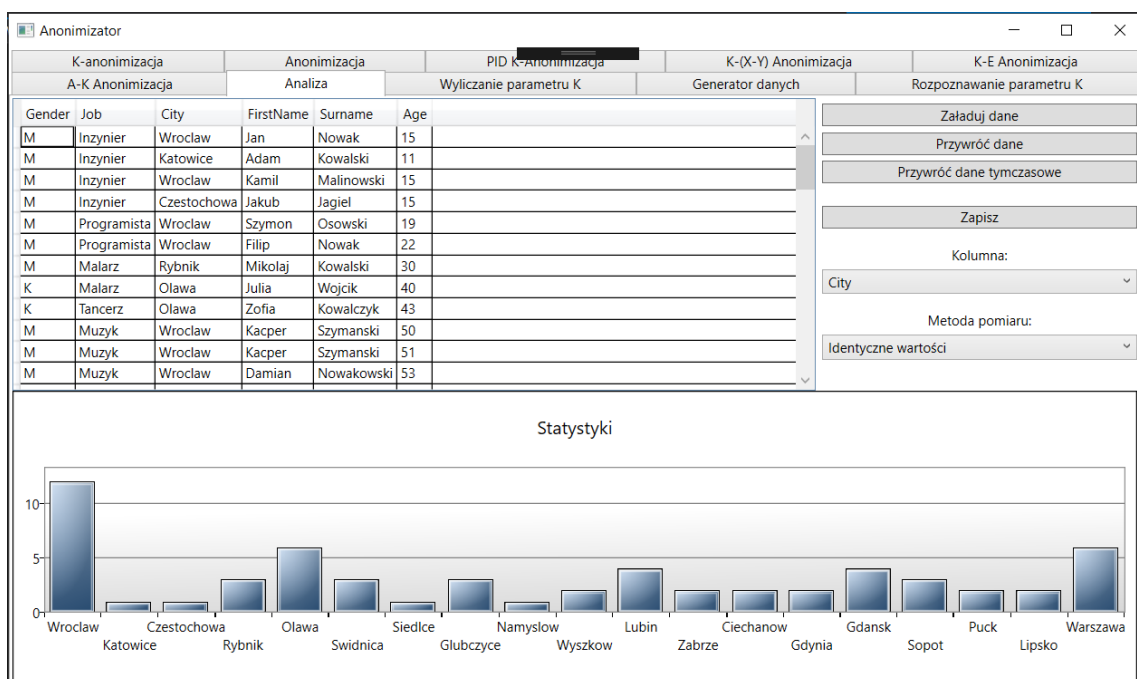 Anonimizator
K-anonimizacja Anonimizacja PID K-Anonimizacja K-(X-Y) Anonimizacja K-E Anonimizacja
A-K Anonimizacja Analiza Wyliczanie parametru K Generator danych Rozpoznawanie parametru K
Gender Job City FirstName Surname Age
M Inzynier Wroclaw Jan Nowak 15
M Inzynier Katowice Adam Kowalski 11
M Inzynier Wroclaw Kamil Malinowski 15
M Inzynier Czestochowa Jakub Jagiel 15
M Programista Wroclaw Szymon Osowski 19
M Programista Wroclaw Filip Nowak 22
M Malarz Rybnik Mikolaj Kowalski 30
K Malarz Olawa Julia Wojcik 40
K Tancerz Olawa Zofia Kowalczyk 43
M Muzyk Wroclaw Kacper Szymanski 50
M Muzyk Wroclaw Kacper Szymanski 51
M Muzyk Wroclaw Damian Nowakowski 53
Załaduj dane
Przywróć dane
Przywróć dane tymczasowe
Zapisz
Kolumna:
City
Metoda pomiaru:
Identyczne wartości
Statystyki
10
5
0
Wroclaw Czestochowa Olawa Siedlce Namyslow Lubin Ciechanow Gdansk Puck Warszawa
Katowice Rybnik Swidnica Glubczyce Wyszkow Zabrze Gdynia Sopot Lipsko